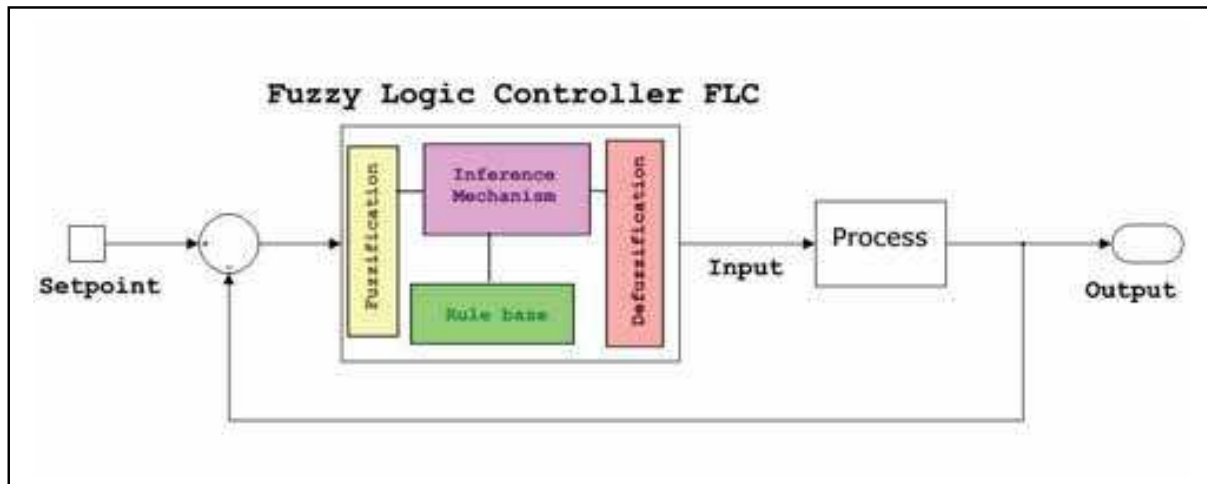 Fuzzy Logic Controller FLC
Fuzzification
Inference
Mechanism
Rule base
Defuzzification
Setpoint
Input
Process
Output